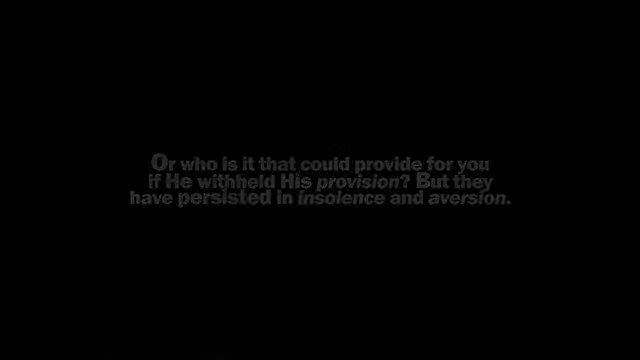 Or who is it that could provide for you
if He withheld His provision? But they
have persisted in insolence and aversion.